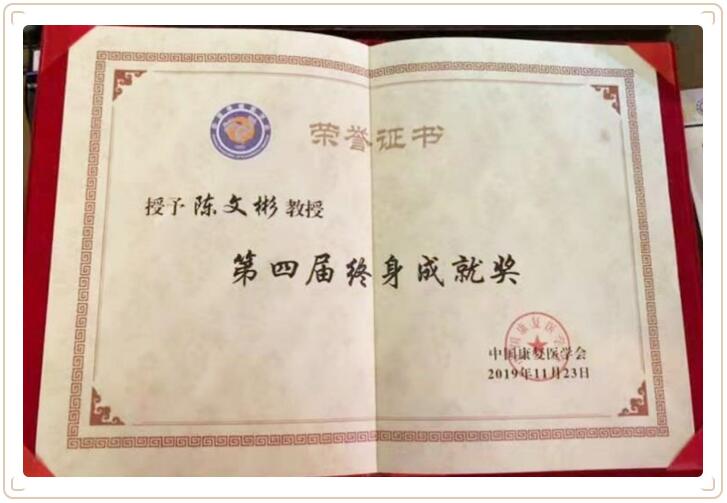 荣誉证书
授予 陈文彬 教授
第四届终身成就奖
中国康复医学会
2019年11月23日